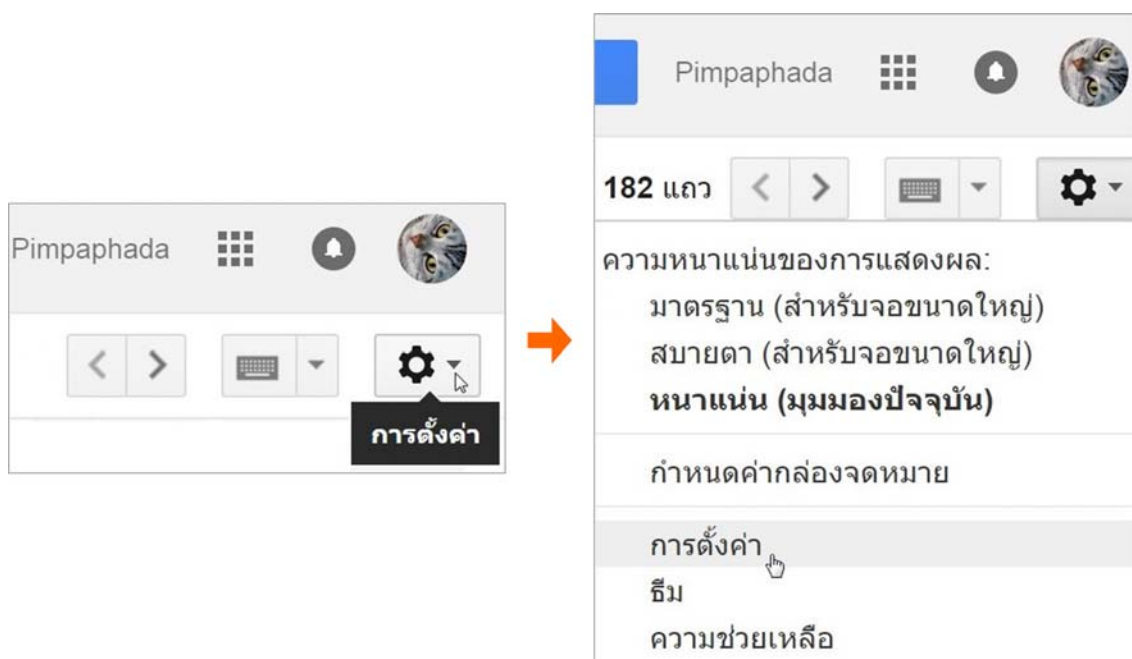 Pimpaphada
การตั้งค่า
Pimpaphada
182 แถว
ความหนาแน่นของการแสดงผล:
มาตรฐาน (สำหรับจอขนาดใหญ่)
สบายตา (สำหรับจอขนาดใหญ่)
หนาแน่น (มุมมองปัจจุบัน)
กำหนดค่ากล่องจดหมาย
การตั้งค่า
ธีม
ความช่วยเหลือ